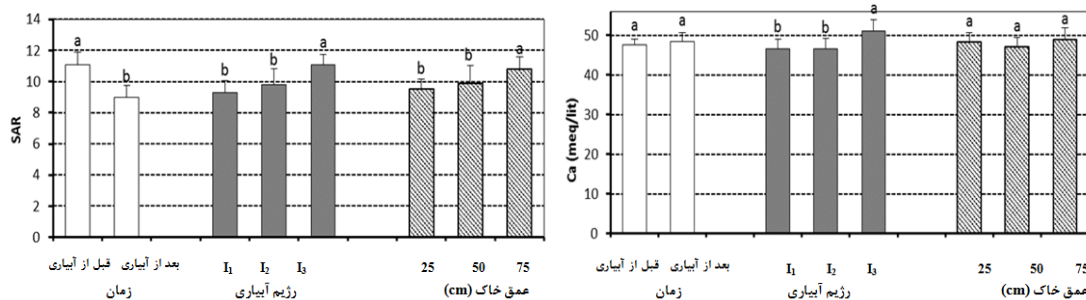 14
12
10
8
6
4
2
0
SAR
a b b b a b b a
قبل از آبیاری بعد از آبیاری I₁ I₂ I₃ 25 50 75
زمان رژیم آبیاری عمق خاک (cm)
50
40
30
20
10
0
Ca (meq/lit)
a a b b a a a a
قبل از آبیاری بعد از آبیاری I₁ I₂ I₃ 25 50 75
زمان رژیم آبیاری عمق خاک (cm)